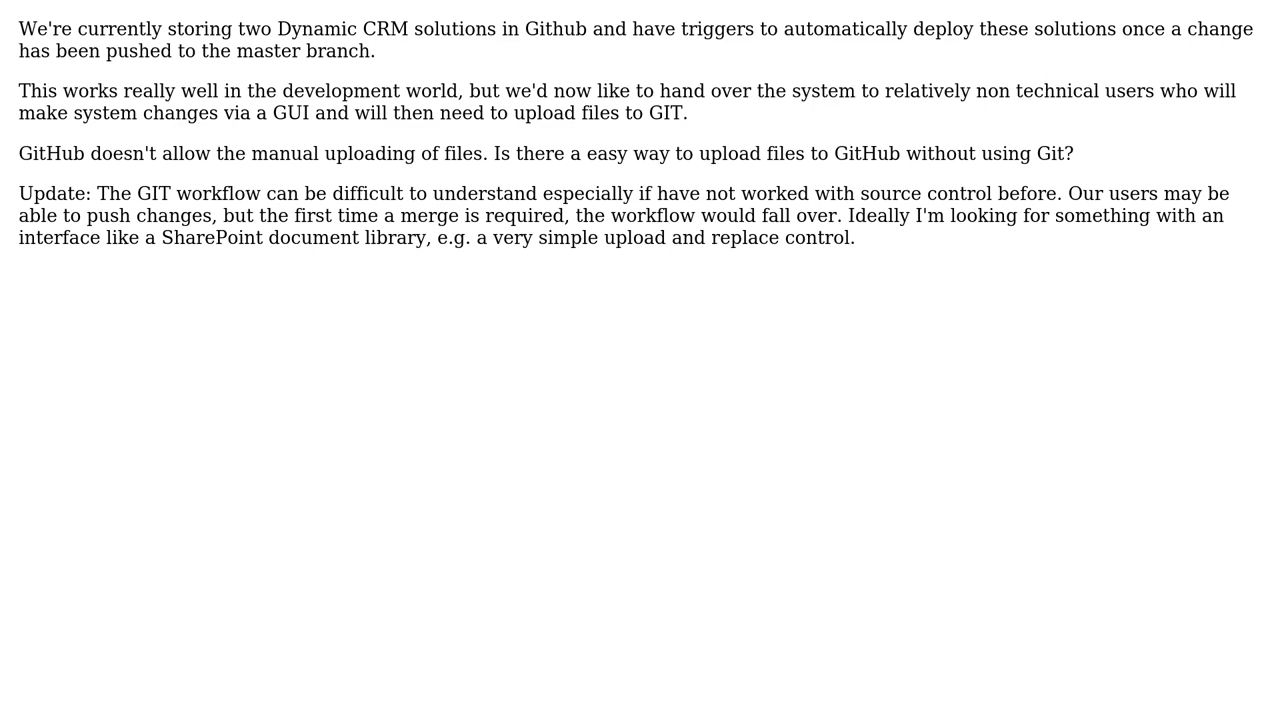 We're currently storing two Dynamic CRM solutions in Github and have triggers to automatically deploy these solutions once a change
has been pushed to the master branch.
This works really well in the development world, but we'd now like to hand over the system to relatively non technical users who will
make system changes via a GUI and will then need to upload files to GIT.
GitHub doesn't allow the manual uploading of files. Is there a easy way to upload files to GitHub without using Git?
Update: The GIT workflow can be difficult to understand especially if have not worked with source control before. Our users may be
able to push changes, but the first time a merge is required, the workflow would fall over. Ideally I'm looking for something with an
interface like a SharePoint document library, e.g. a very simple upload and replace control.